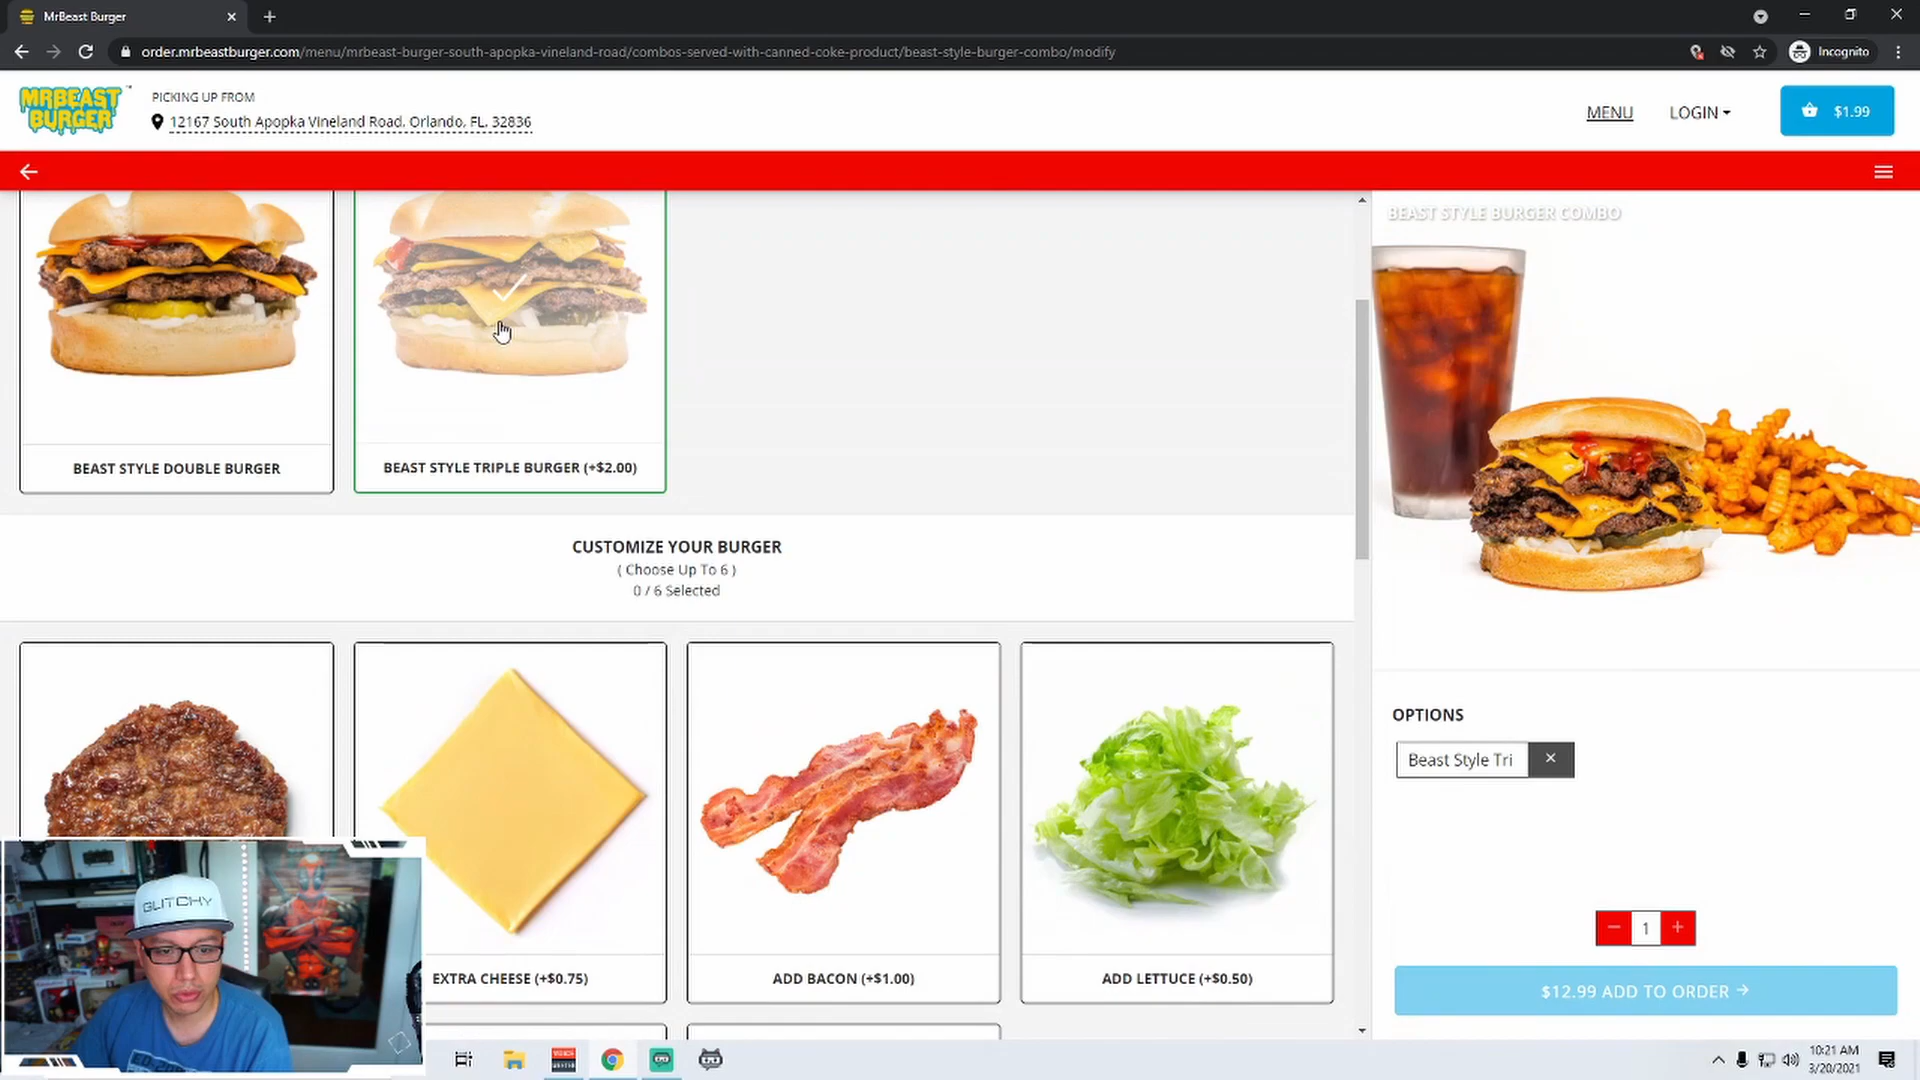 MrBeast Burger
order.mrbeastburger.com/menu/mrbeast-burger-south-apopka-vineland-road/combos-served-with-canned-coke-product/beast-style-burger-combo/modify
Incognito
MRBEAST BURGER
PICKING UP FROM
12167 South Apopka Vineland Road, Orlando, FL, 32836
MENU
LOGIN
$1.99
BEAST STYLE BURGER COMBO
BEAST STYLE DOUBLE BURGER
BEAST STYLE TRIPLE BURGER (+$2.00)
CUSTOMIZE YOUR BURGER
( Choose Up To 6 )
0 / 6 Selected
OPTIONS
Beast Style Tri
EXTRA CHEESE (+$0.75)
ADD BACON (+$1.00)
ADD LETTUCE (+$0.50)
1
$12.99 ADD TO ORDER
GLITCHY
10:21 AM
3/20/2021